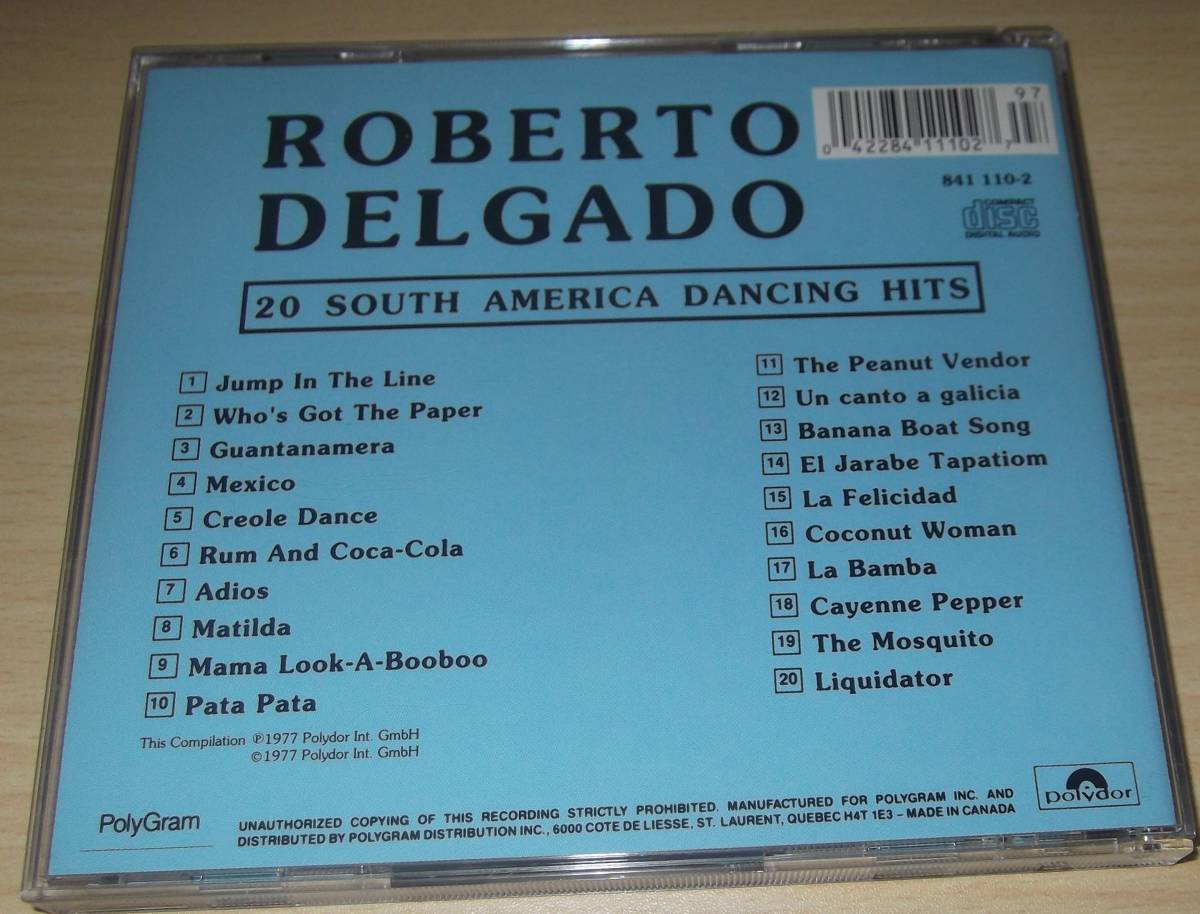 ROBERTO
DELGADO
97
0 42284 11102 7
841 110-2
COMPACT
disc
DIGITAL AUDIO
20 SOUTH AMERICA DANCING HITS
1 Jump In The Line
2 Who's Got The Paper
3 Guantanamera
4 Mexico
5 Creole Dance
6 Rum And Coca-Cola
7 Adios
8 Matilda
9 Mama Look-A-Booboo
10 Pata Pata
11 The Peanut Vendor
12 Un canto a galicia
13 Banana Boat Song
14 El Jarabe Tapatiom
15 La Felicidad
16 Coconut Woman
17 La Bamba
18 Cayenne Pepper
19 The Mosquito
20 Liquidator
This Compilation ℗1977 Polydor Int. GmbH
©1977 Polydor Int. GmbH
PolyGram
UNAUTHORIZED COPYING OF THIS RECORDING STRICTLY PROHIBITED. MANUFACTURED FOR POLYGRAM INC. AND
DISTRIBUTED BY POLYGRAM DISTRIBUTION INC., 6000 COTE DE LIESSE, ST. LAURENT, QUEBEC H4T 1E3 – MADE IN CANADA
polydor